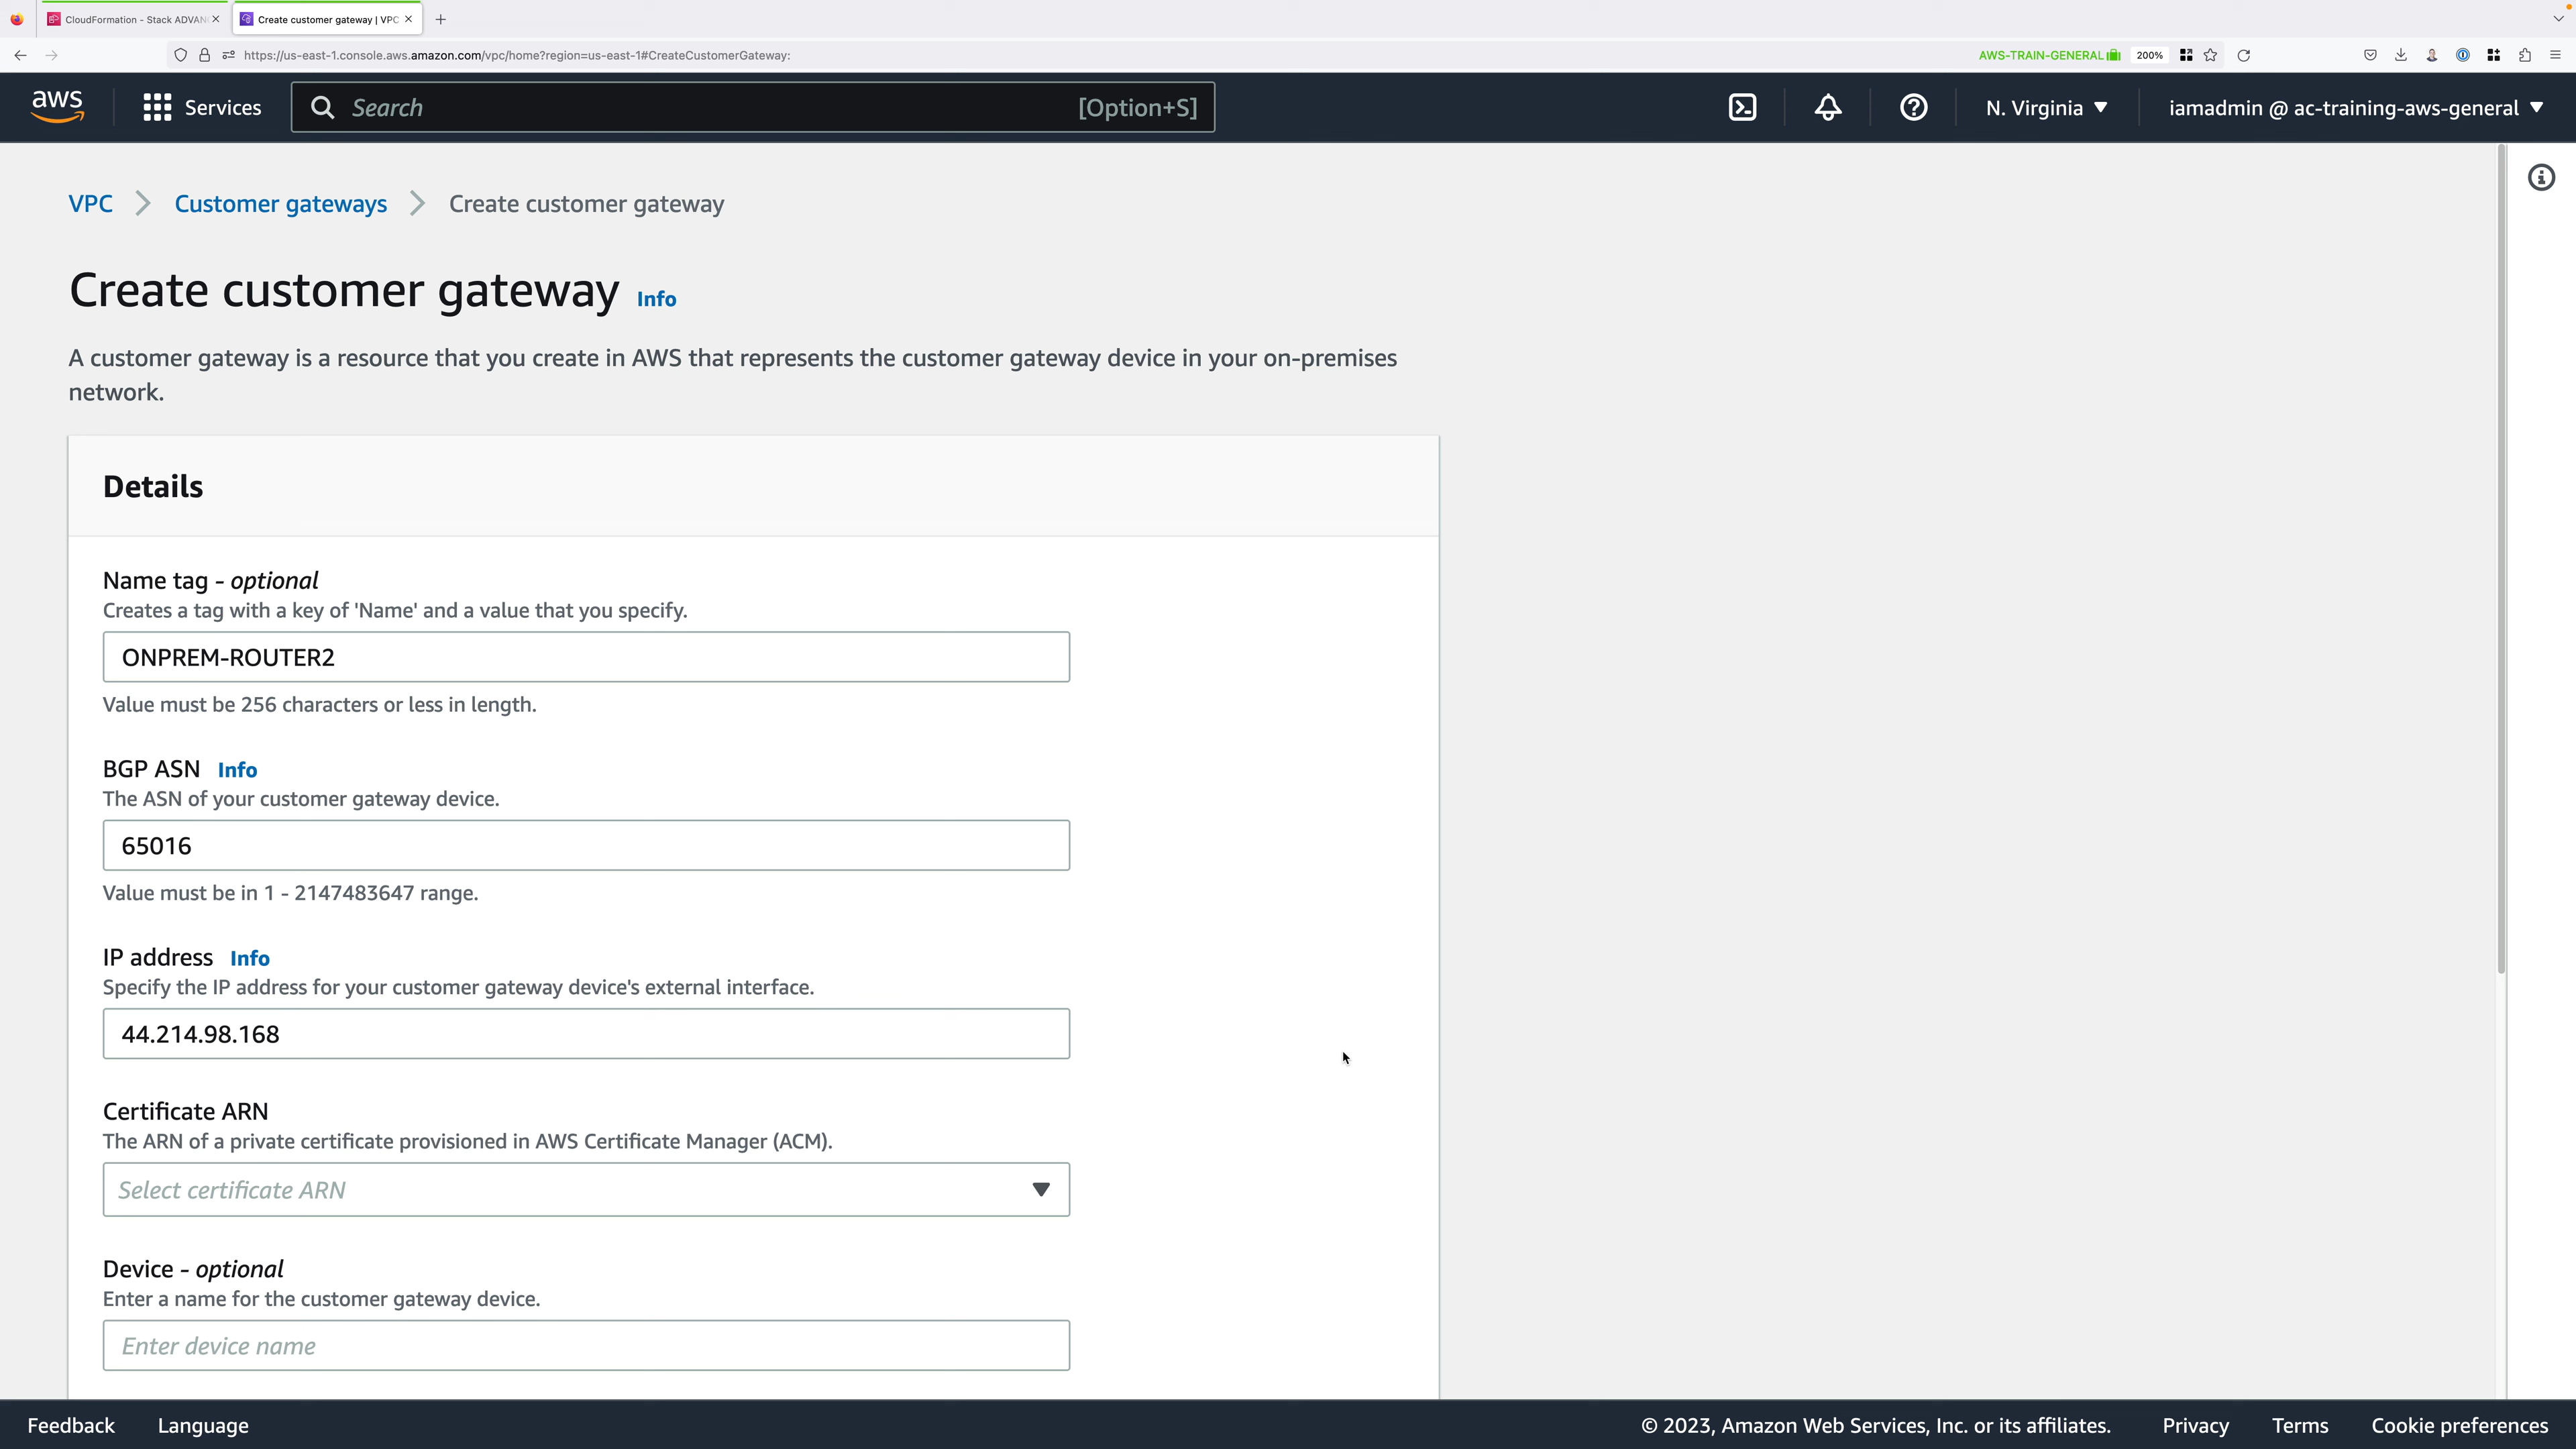 CloudFormation - Stack ADVAN
Create customer gateway | VPC
https://us-east-1.console.aws.amazon.com/vpc/home?region=us-east-1#CreateCustomerGateway:
AWS-TRAIN-GENERAL
200%
aws
Services
Search
[Option+S]
N. Virginia
iamadmin @ ac-training-aws-general
VPC
Customer gateways
Create customer gateway
Create customer gateway Info
A customer gateway is a resource that you create in AWS that represents the customer gateway device in your on-premises
network.
Details
Name tag - optional
Creates a tag with a key of 'Name' and a value that you specify.
ONPREM-ROUTER2
Value must be 256 characters or less in length.
BGP ASN Info
The ASN of your customer gateway device.
65016
Value must be in 1 - 2147483647 range.
IP address Info
Specify the IP address for your customer gateway device's external interface.
44.214.98.168
Certificate ARN
The ARN of a private certificate provisioned in AWS Certificate Manager (ACM).
Select certificate ARN
Device - optional
Enter a name for the customer gateway device.
Enter device name
Feedback
Language
© 2023, Amazon Web Services, Inc. or its affiliates.
Privacy
Terms
Cookie preferences